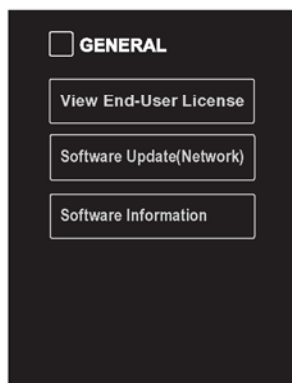 GENERAL
View End-User License
Software Update(Network)
Software Information